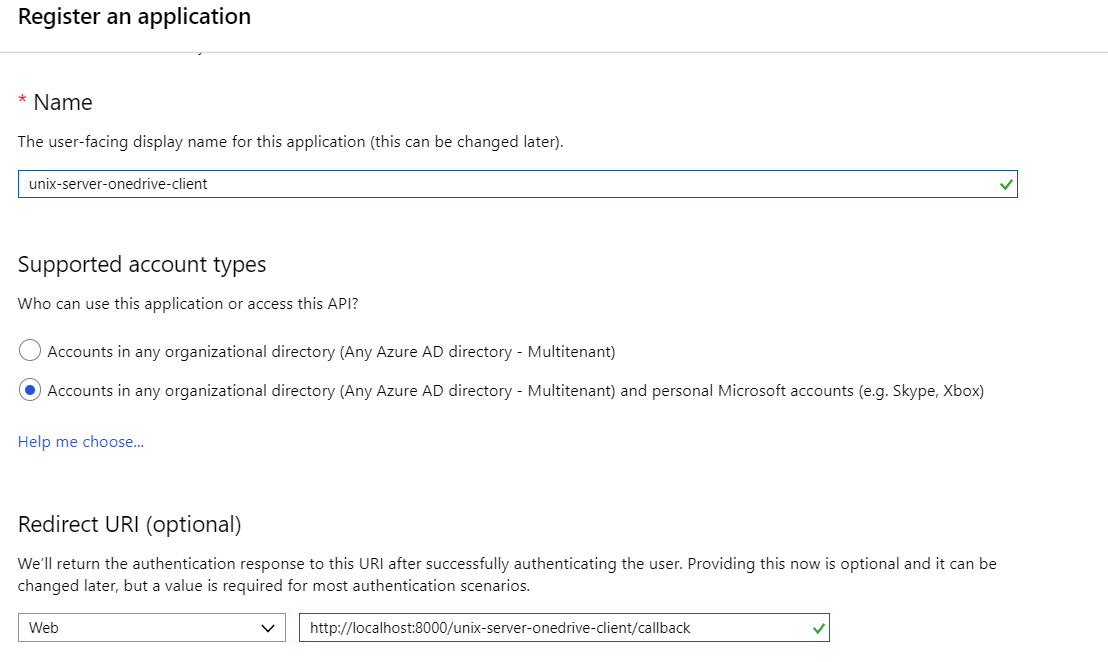 Register an application
* Name
The user-facing display name for this application (this can be changed later).
unix-server-onedrive-client
Supported account types
Who can use this application or access this API?
Accounts in any organizational directory (Any Azure AD directory - Multitenant)
Accounts in any organizational directory (Any Azure AD directory - Multitenant) and personal Microsoft accounts (e.g. Skype, Xbox)
Help me choose...
Redirect URI (optional)
We'll return the authentication response to this URI after successfully authenticating the user. Providing this now is optional and it can be
changed later, but a value is required for most authentication scenarios.
Web http://localhost:8000/unix-server-onedrive-client/callback